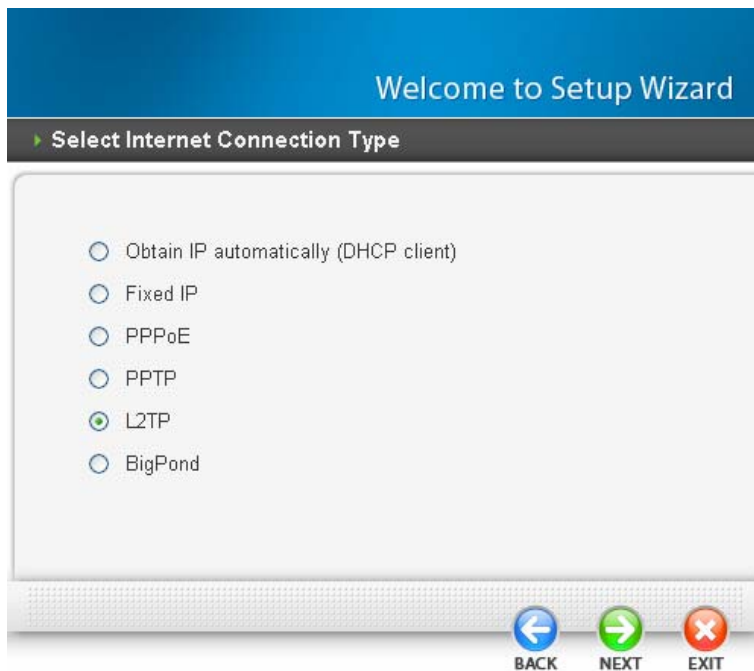 Welcome to Setup Wizard
Select Internet Connection Type
Obtain IP automatically (DHCP client)
Fixed IP
PPPoE
PPTP
L2TP
BigPond
BACK NEXT EXIT